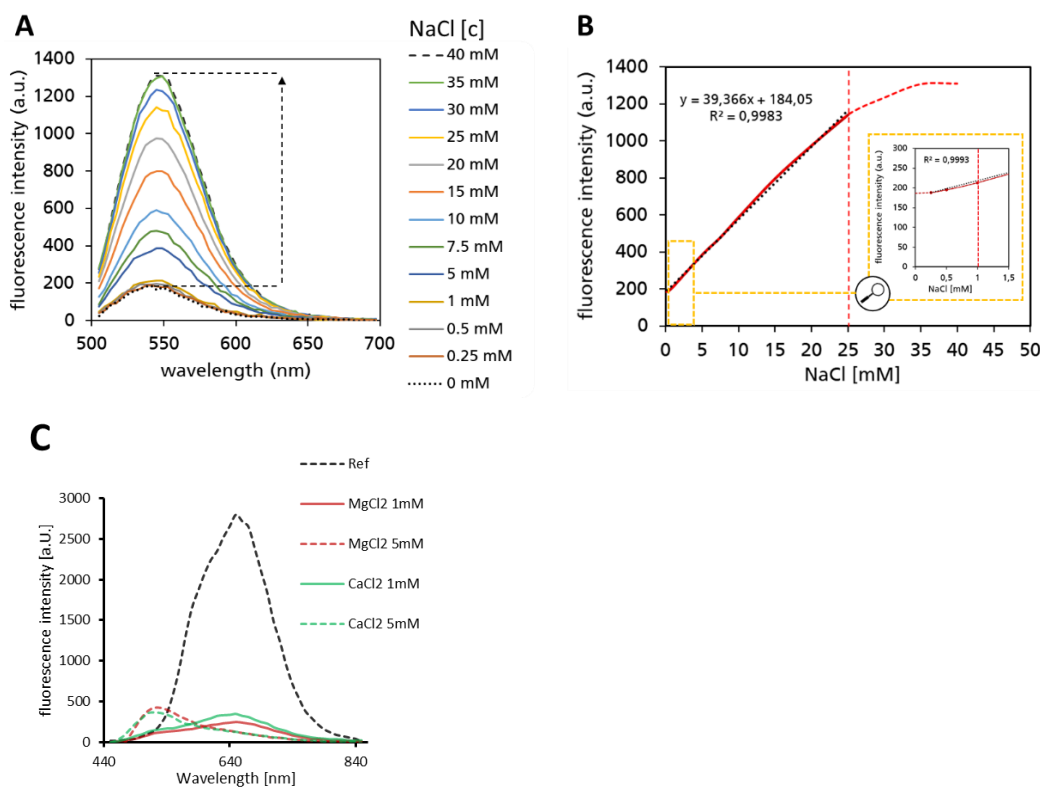 A
NaCl [c]
40 mM
35 mM
30 mM
25 mM
20 mM
15 mM
10 mM
7.5 mM
5 mM
1 mM
0.5 mM
0.25 mM
0 mM
fluorescence intensity (a.u.)
1400
1200
1000
800
600
400
200
0
500
550
600
650
700
wavelength (nm)
B
fluorescence intensity (a.u.)
1400
1200
1000
800
600
400
200
0
y = 39,366x + 184,05
R² = 0,9983
0
5
10
15
20
25
30
35
40
45
50
NaCl [mM]
fluorescence intensity (a.u.)
300
250
200
150
100
50
0
R² = 0,9993
0
0,5
1
1,5
NaCl [mM]
C
Ref
MgCl2 1mM
MgCl2 5mM
CaCl2 1mM
CaCl2 5mM
fluorescence intensity [a.U.]
3000
2500
2000
1500
1000
500
0
440
540
640
740
840
Wavelength [nm]